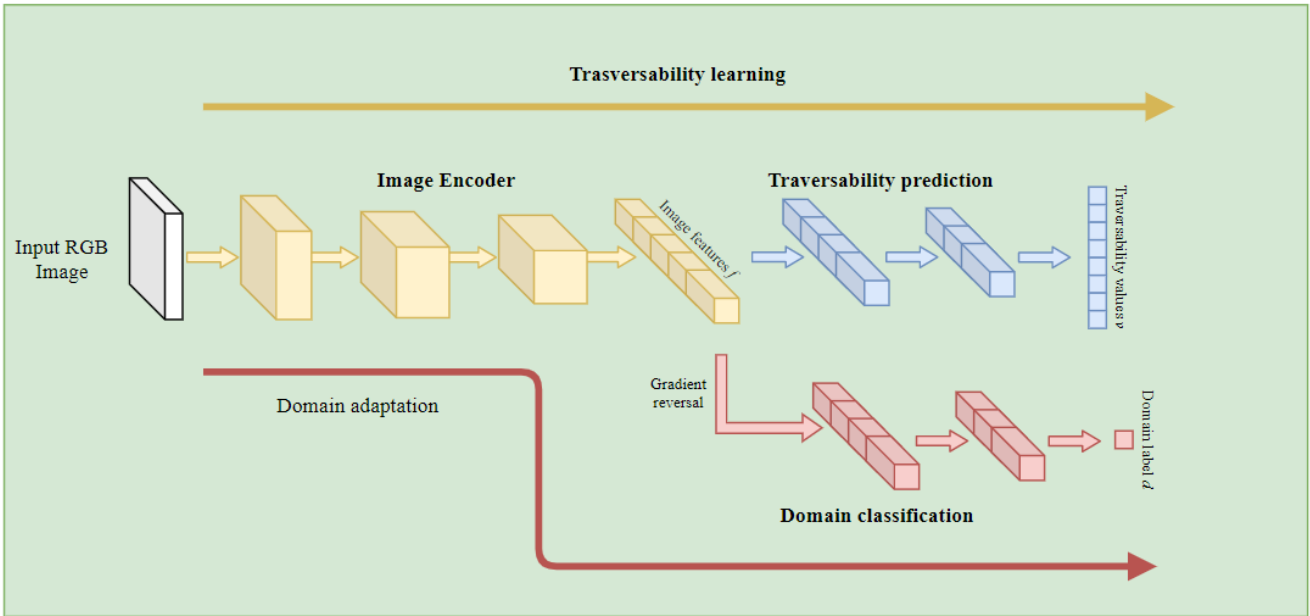 Trasversability learning
Image Encoder
Traversability prediction
Input RGB
Image
Image features f
Traversability values v
Domain adaptation
Gradient
reversal
Domain label d
Domain classification